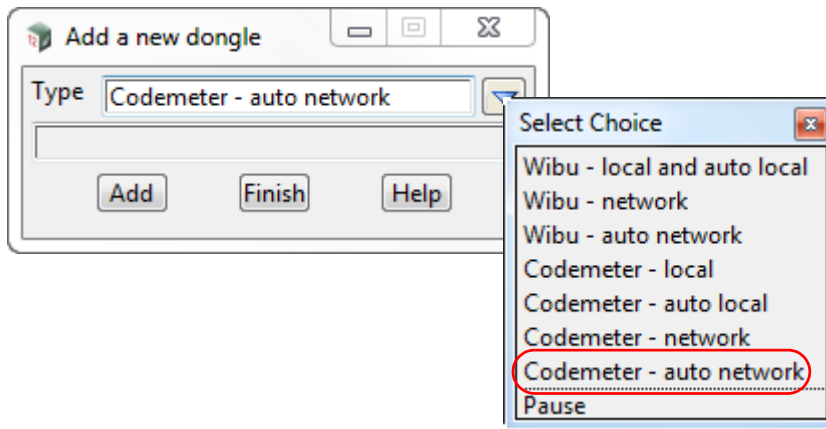 Add a new dongle
Type Codemeter - auto network
Add Finish Help
Select Choice
Wibu - local and auto local
Wibu - network
Wibu - auto network
Codemeter - local
Codemeter - auto local
Codemeter - network
Codemeter - auto network
Pause